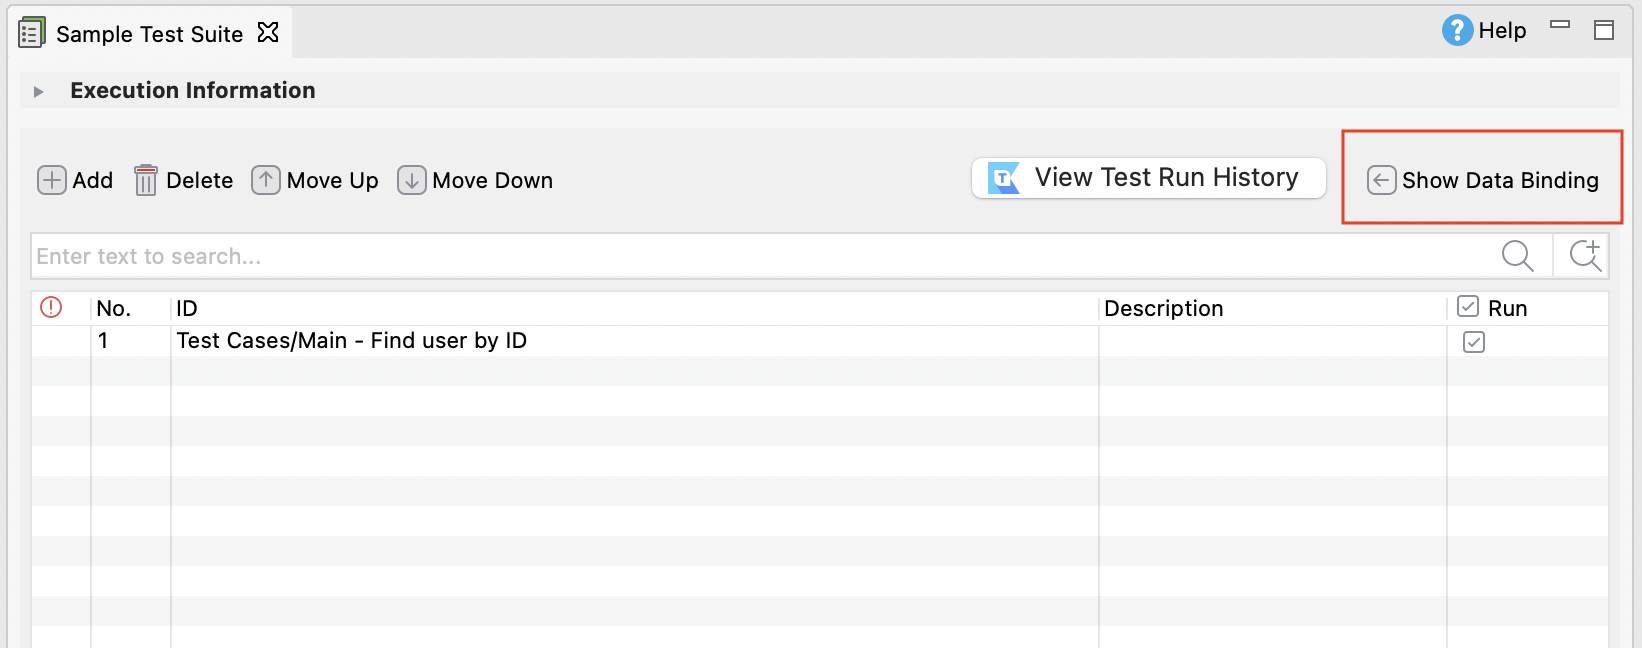 Sample Test Suite
Help
Execution Information
Add Delete Move Up Move Down View Test Run History Show Data Binding
Enter text to search...
No. ID Description Run
1 Test Cases/Main - Find user by ID